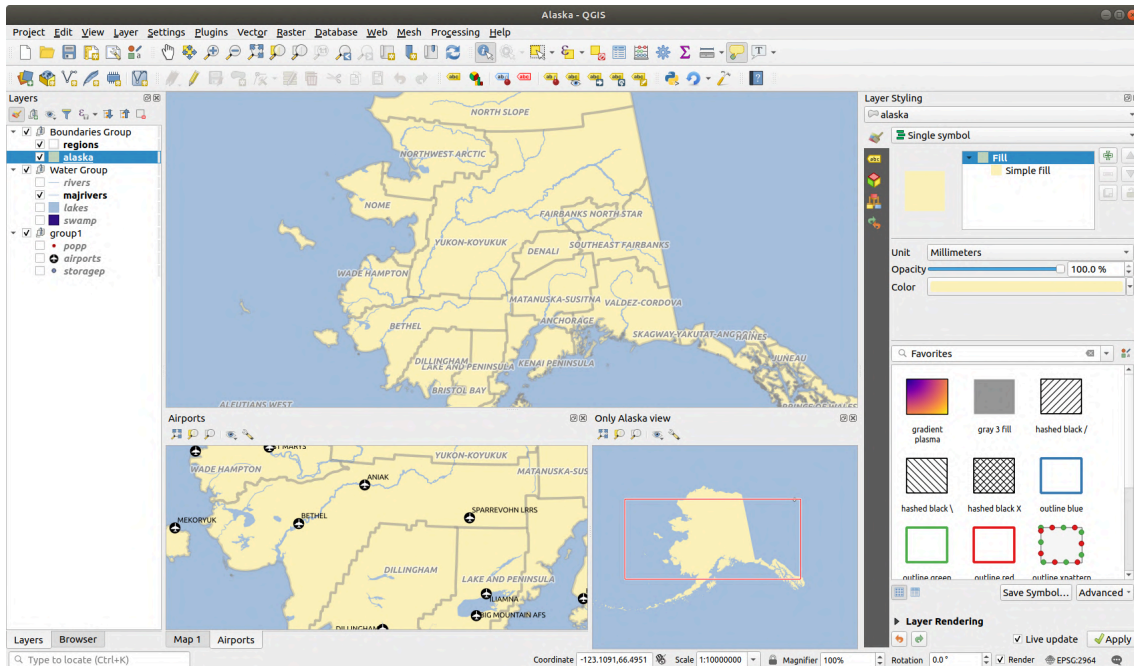 Alaska - QGIS
Project Edit View Layer Settings Plugins Vector Raster Database Web Mesh Processing Help
Layers
Boundaries Group
regions
alaska
Water Group
rivers
majrivers
lakes
swamp
group1
popp
airports
storagep
Layers Browser
NORTH SLOPE
NORTHWEST ARCTIC
NOME
FAIRBANKS NORTH STAR
YUKON-KOYUKUK
SOUTHEAST FAIRBANKS
DENALI
WADE HAMPTON
MATANUSKA-SUSITNA
VALDEZ-CORDOVA
ANCHORAGE
BETHEL
SKAGWAY-YAKUTAT-ANGOON
HAINES
JUNEAU
DILLINGHAM
LAKE AND PENINSULA
KENAI PENINSULA
BRISTOL BAY
ALEUTIANS WEST
PRINCE OF WALES
Airports
ST MARYS
YUKON-KOYUKUK
WADE HAMPTON
MATANUSKA-SUS
ANIAK
BETHEL
SPARREVOHN LRRS
MEKORYUK
DILLINGHAM
LAKE AND PENINSULA
ILIAMNA
BIG MOUNTAIN AFS
DILLINGHAM
Map 1 Airports
Only Alaska view
Layer Styling
alaska
Single symbol
Fill
Simple fill
Unit Millimeters
Opacity 100.0 %
Color
Favorites
gradient plasma
gray 3 fill
hashed black /
hashed black \
hashed black X
outline blue
outline green
outline red
outline xpattern
Save Symbol... Advanced
Layer Rendering
Live update Apply
Type to locate (Ctrl+K)
Coordinate -123.1091,66.4951 Scale 1:10000000 Magnifier 100% Rotation 0.0° Render EPSG:2964